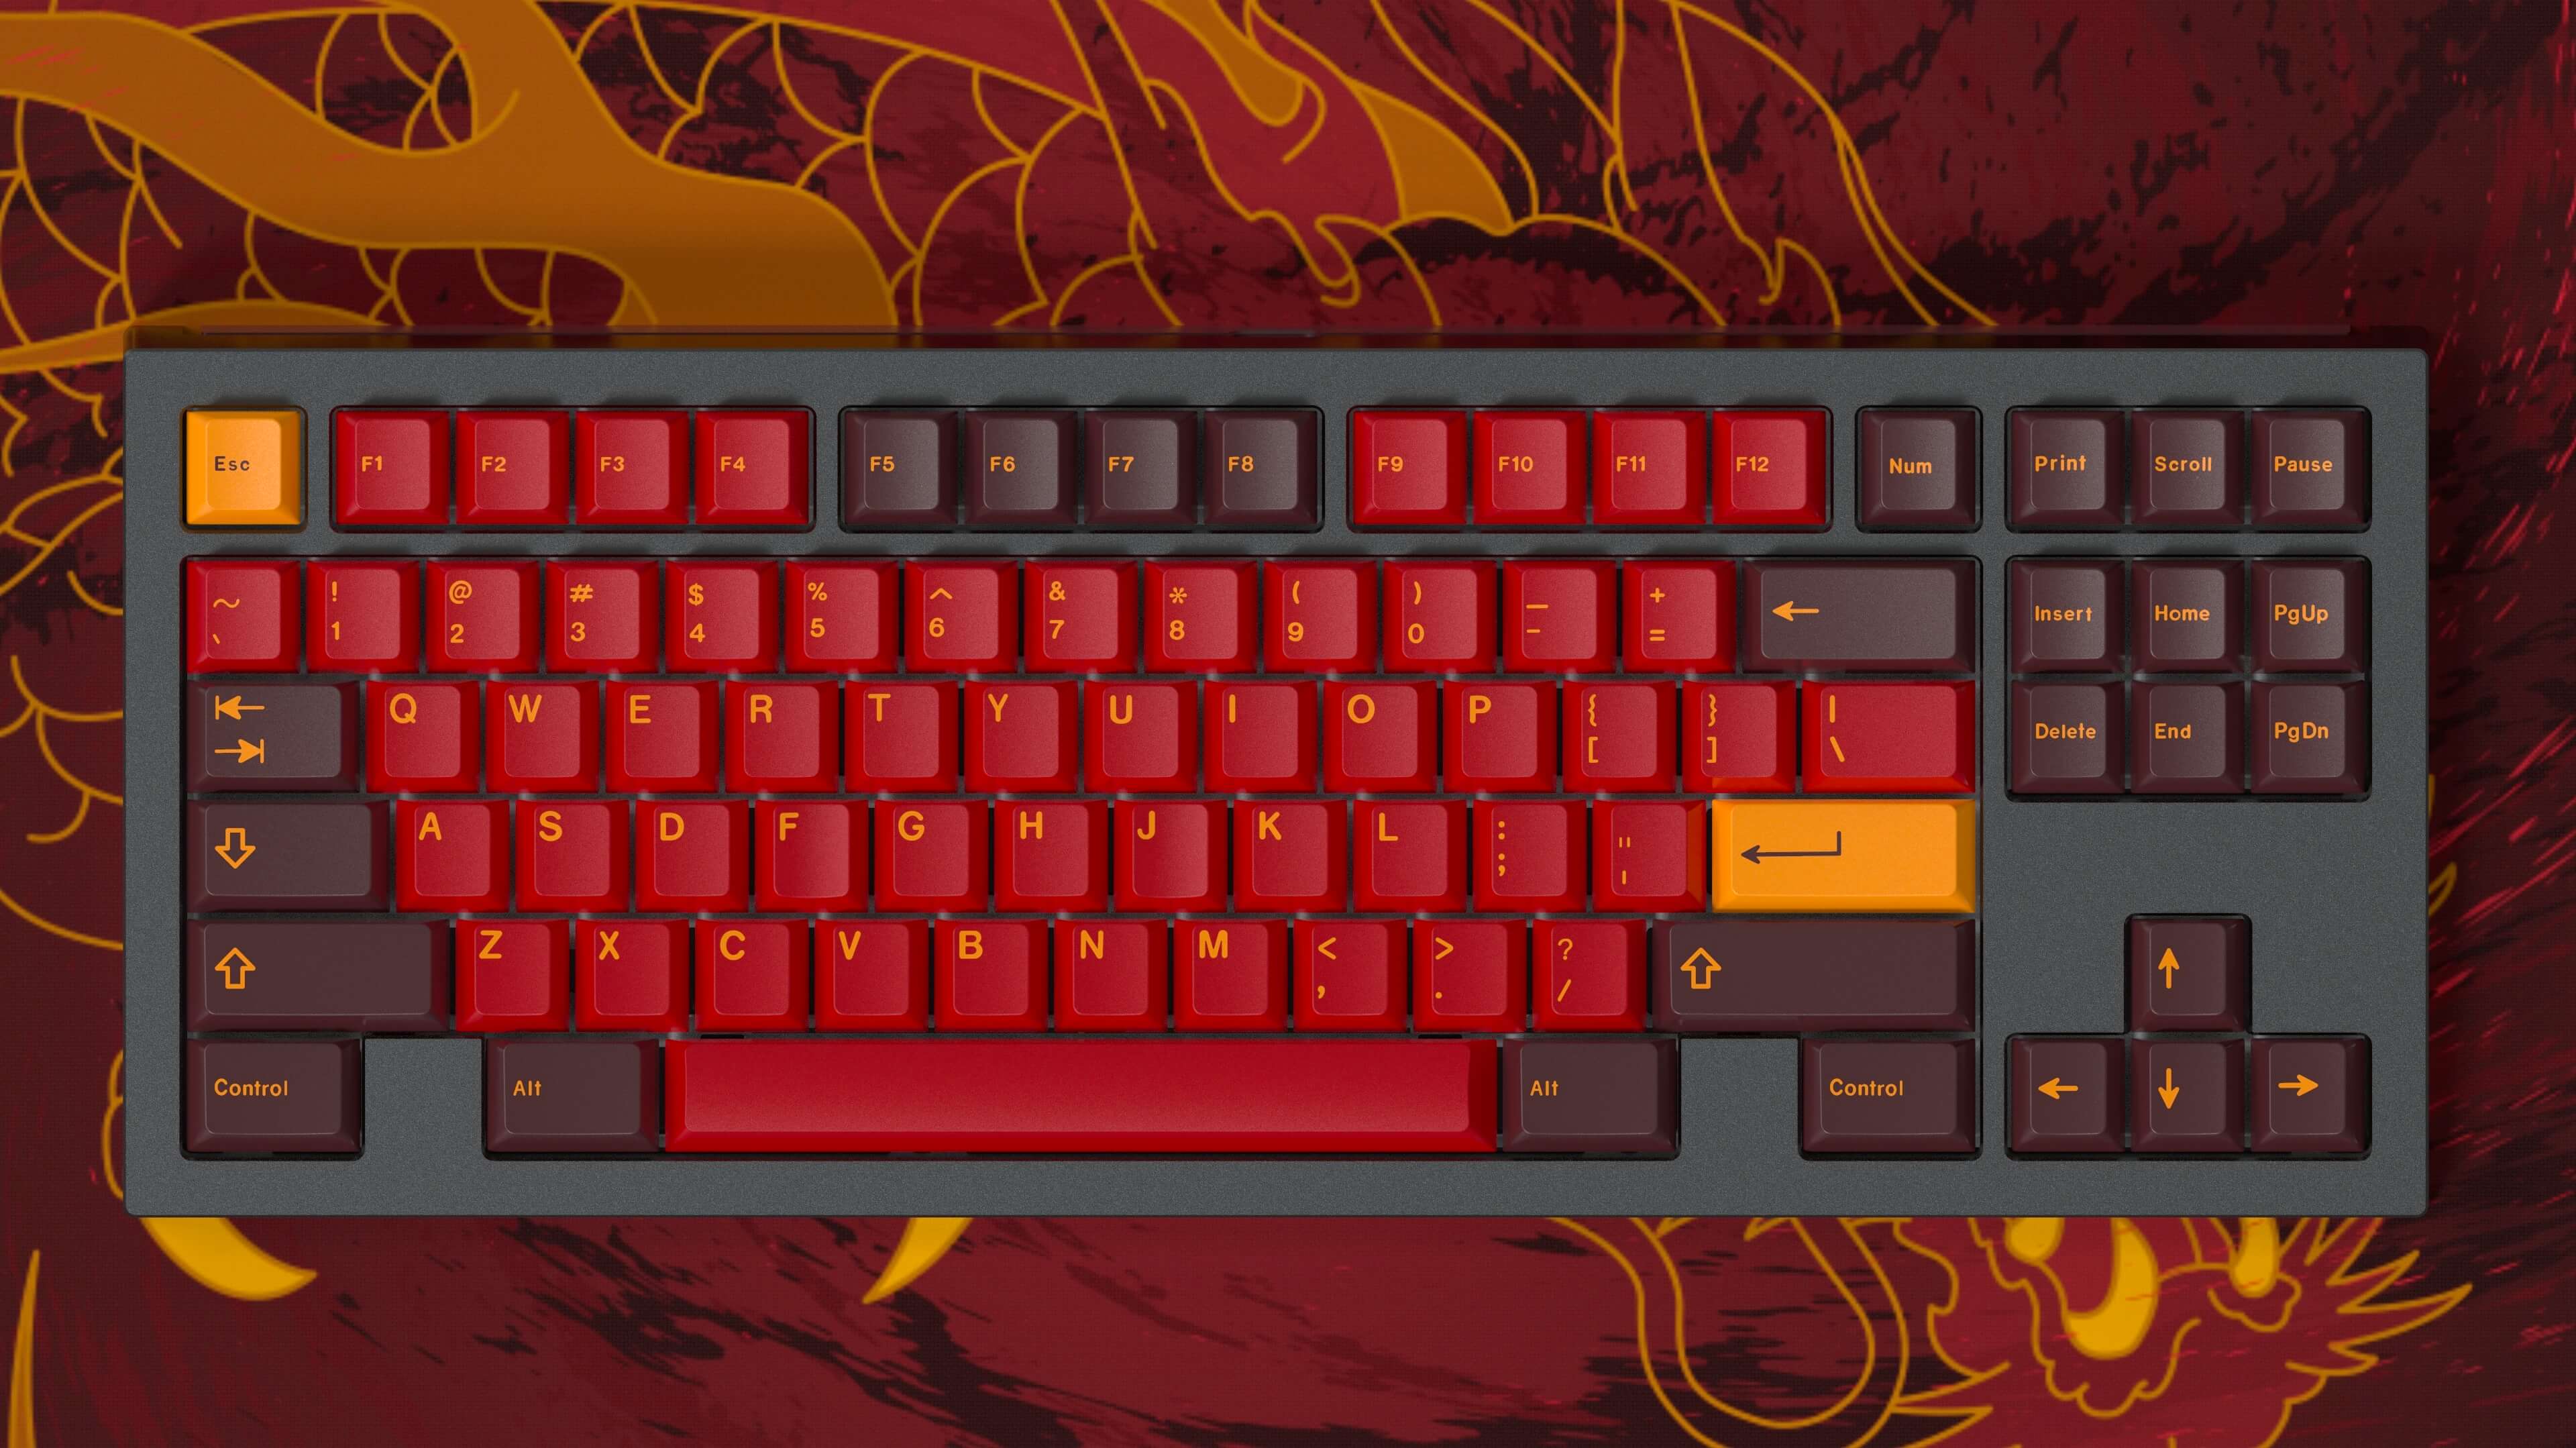 Esc F1 F2 F3 F4 F5 F6 F7 F8 F9 F10 F11 F12 Num Print Scroll Pause
~ ! @ # $ % ^ & * ( ) _ +
` 1 2 3 4 5 6 7 8 9 0 - = ← Insert Home PgUp
Q W E R T Y U I O P { } |
[ ] \ Delete End PgDn
A S D F G H J K L : "
; '
Z X C V B N M < > ?
, . /
Control Alt Alt Control ← ↓ →